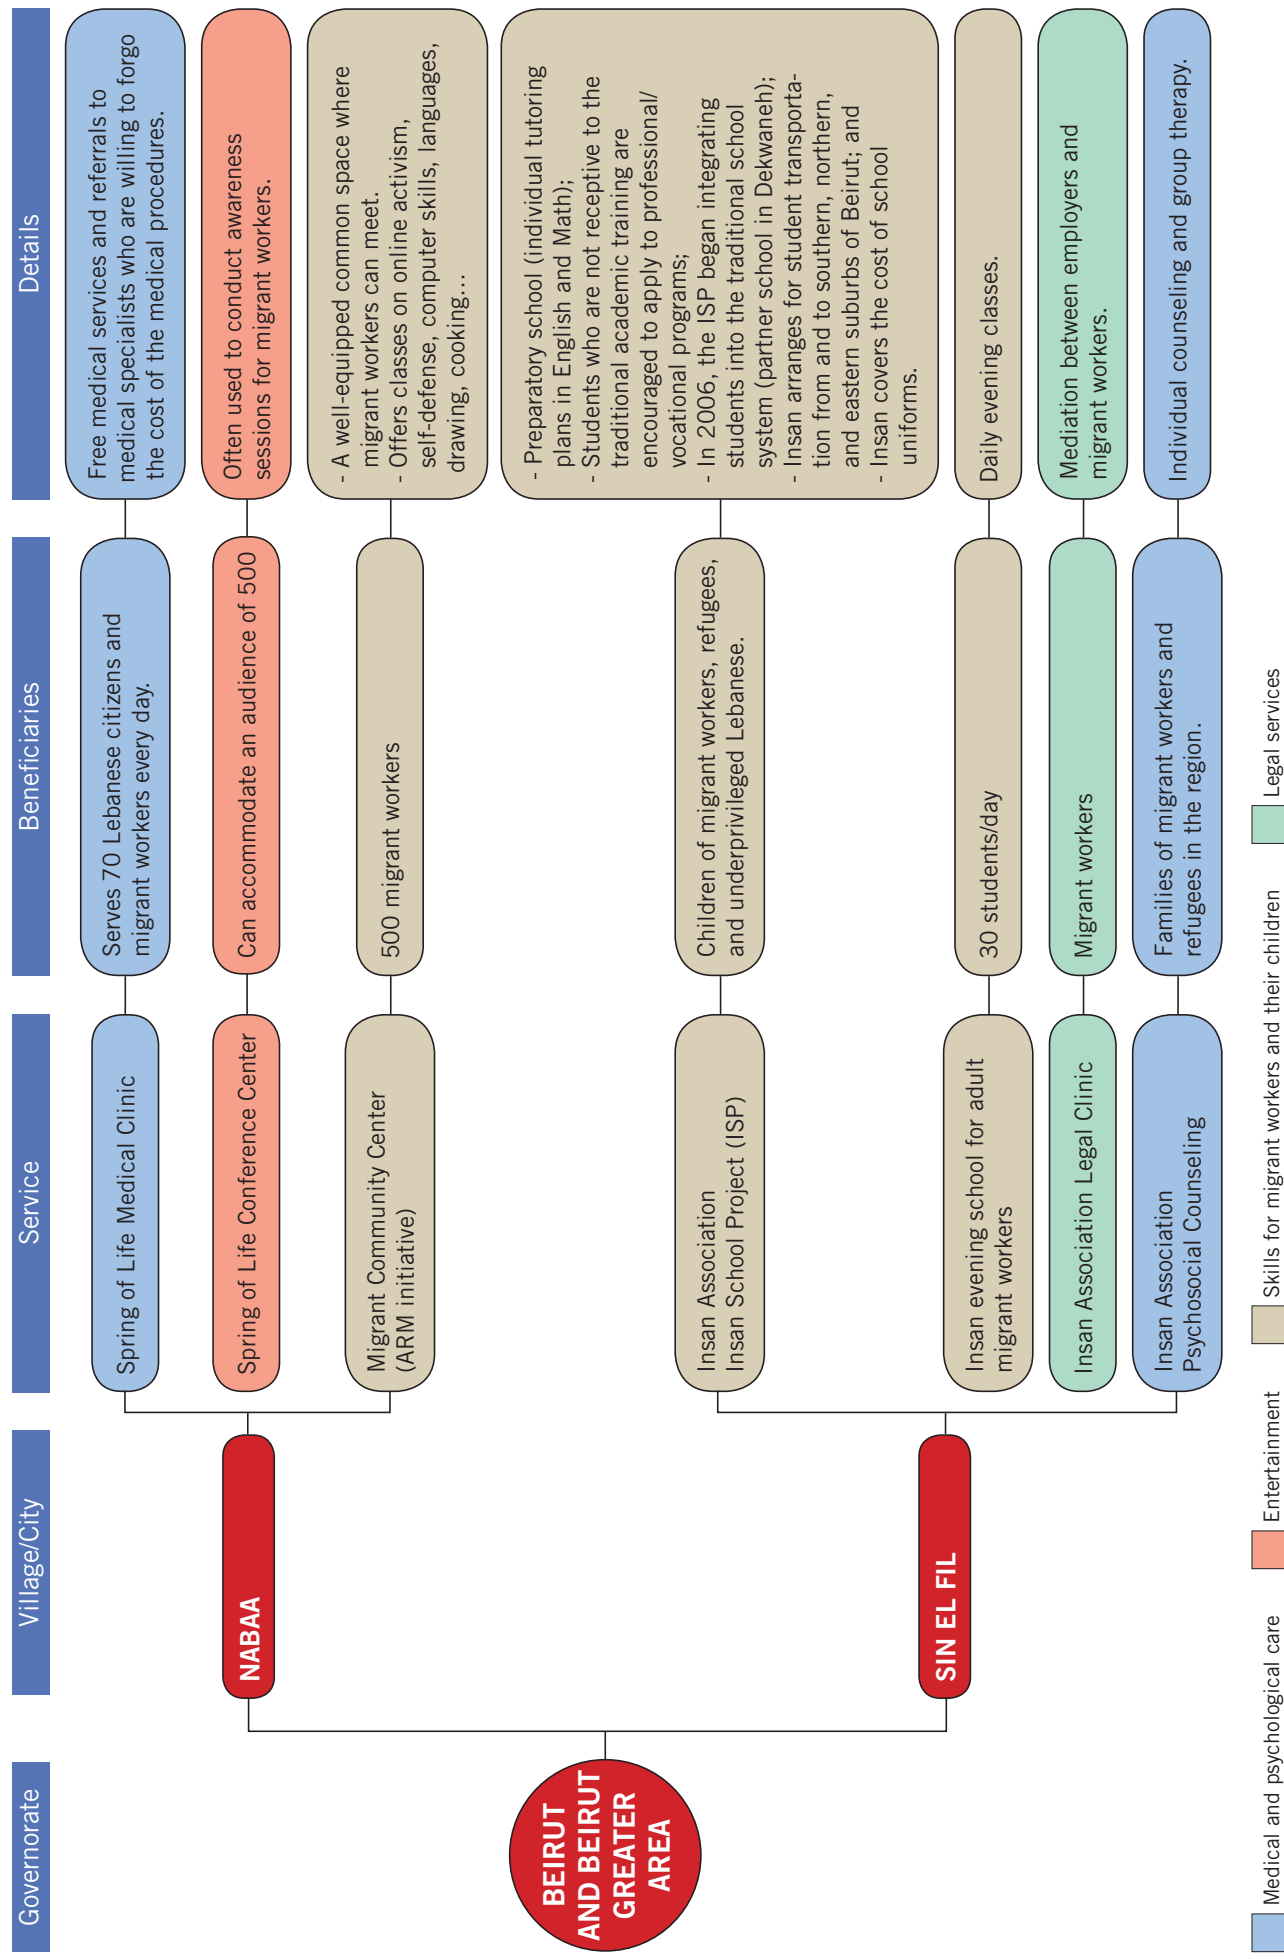 Governorate
Village/City
Service
Beneficiaries
Details
BEIRUT
AND BEIRUT
GREATER
AREA
NABAA
Spring of Life Medical Clinic
Serves 70 Lebanese citizens and
migrant workers every day.
Free medical services and referrals to
medical specialists who are willing to forgo
the cost of the medical procedures.
Spring of Life Conference Center
Can accommodate an audience of 500
Often used to conduct awareness
sessions for migrant workers.
Migrant Community Center
(ARM initiative)
500 migrant workers
- A well-equipped common space where
migrant workers can meet.
- Offers classes on online activism,
self-defense, computer skills, languages,
drawing, cooking...
SIN EL FIL
Insan Association
Insan School Project (ISP)
Children of migrant workers, refugees,
and underprivileged Lebanese.
- Preparatory school (individual tutoring
plans in English and Math);
- Students who are not receptive to the
traditional academic training are
encouraged to apply to professional/
vocational programs;
- In 2006, the ISP began integrating
students into the traditional school
system (partner school in Dekwaneh);
- Insan arranges for student transporta-
tion from and to southern, northern,
and eastern suburbs of Beirut; and
- Insan covers the cost of school
uniforms.
Insan evening school for adult
migrant workers
30 students/day
Daily evening classes.
Insan Association Legal Clinic
Migrant workers
Mediation between employers and
migrant workers.
Insan Association
Psychosocial Counseling
Families of migrant workers and
refugees in the region.
Individual counseling and group therapy.
Medical and psychological care
Entertainment
Skills for migrant workers and their children
Legal services